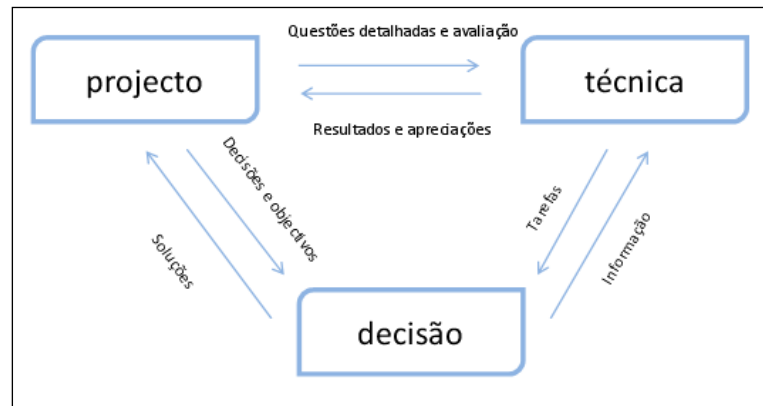 Questões detalhadas e avaliação
projecto
técnica
Resultados e apreciações
Decisões e objectivos
Soluções
Tarefas
Informação
decisão